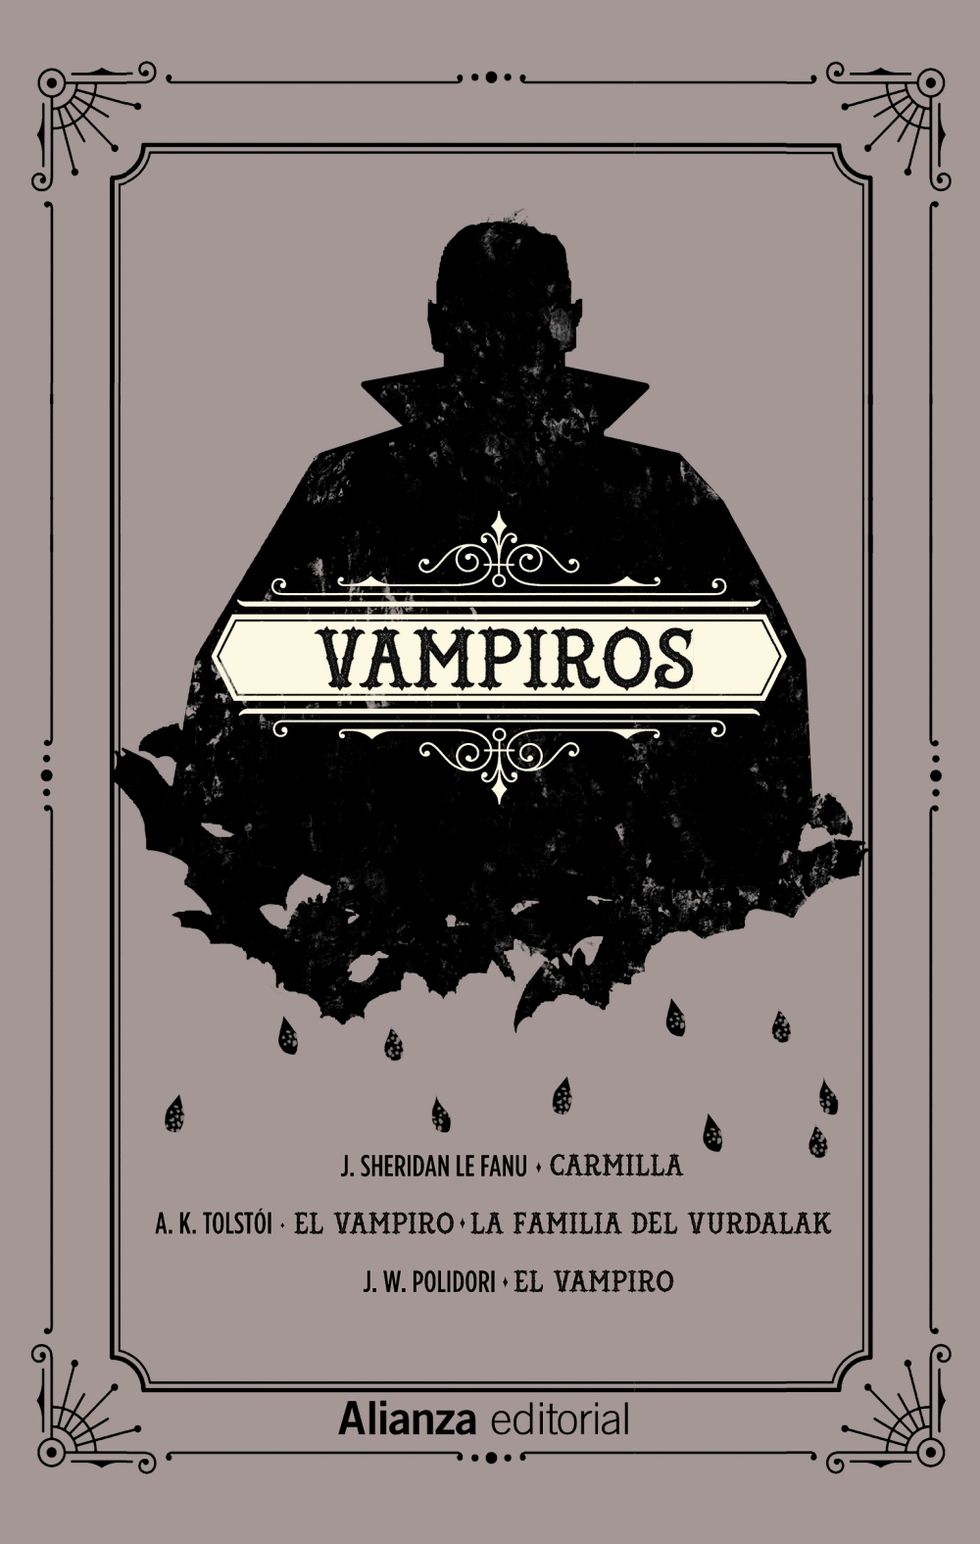 VAMPIROS
J. SHERIDAN LE FANU ⬧ CARMILLA
A. K. TOLSTÓI · EL VAMPIRO ⬧ LA FAMILIA DEL VURDALAK
J. W. POLIDORI ⬧ EL VAMPIRO
Alianza editorial